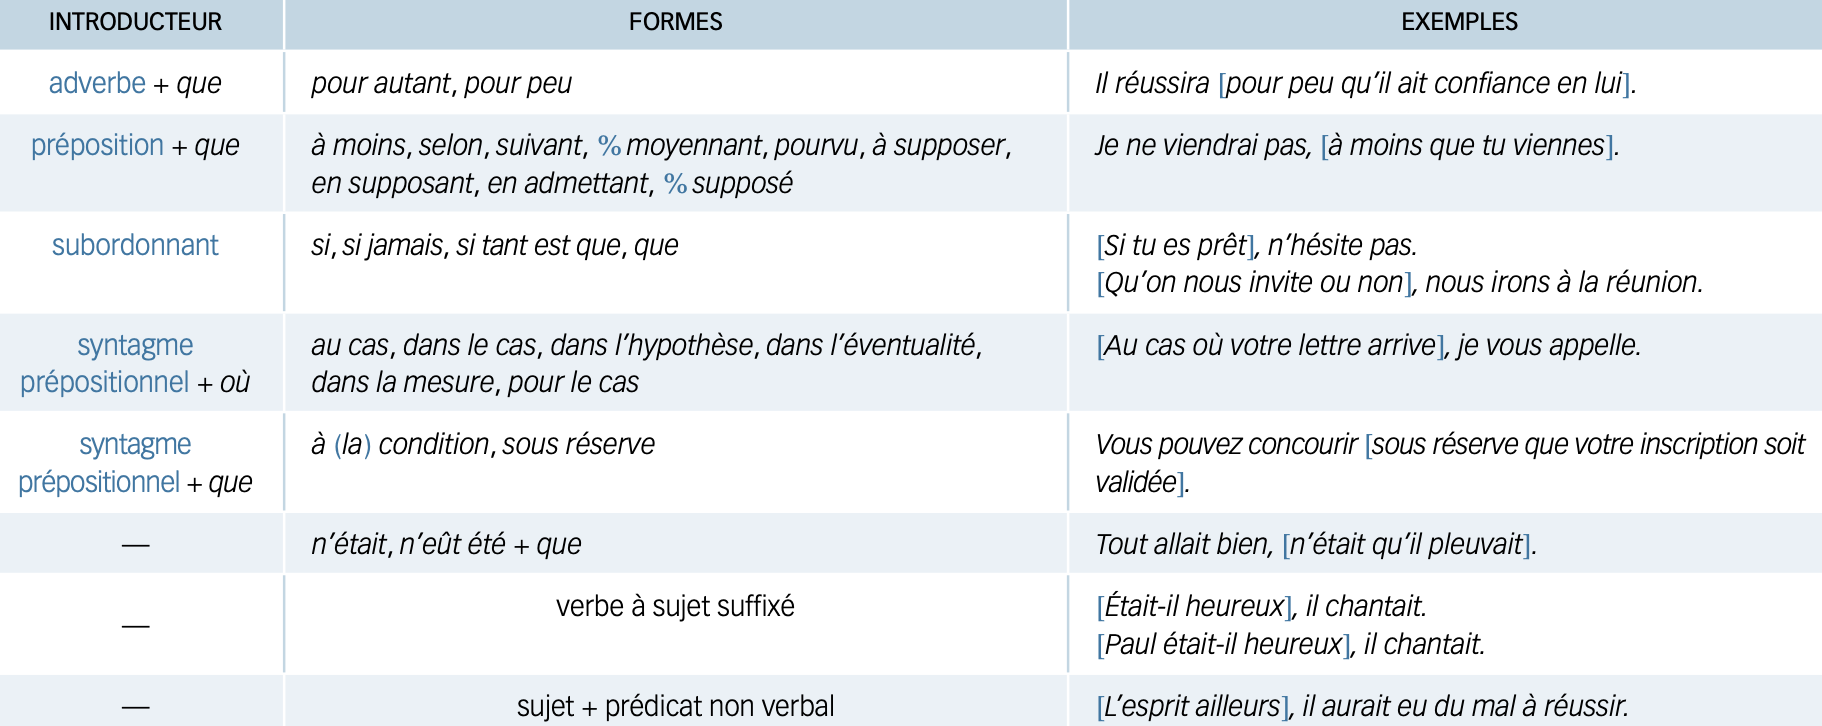 INTRODUCTEUR FORMES EXEMPLES
adverbe + que pour autant, pour peu Il réussira [pour peu qu’il ait confiance en lui].
préposition + que à moins, selon, suivant, % moyennant, pourvu, à supposer, Je ne viendrai pas, [à moins que tu viennes].
en supposant, en admettant, % supposé
subordonnant si, si jamais, si tant est que, que [Si tu es prêt], n’hésite pas.
[Qu’on nous invite ou non], nous irons à la réunion.
syntagme au cas, dans le cas, dans l’hypothèse, dans l’éventualité, [Au cas où votre lettre arrive], je vous appelle.
prépositionnel + où dans la mesure, pour le cas
syntagme à (la) condition, sous réserve Vous pouvez concourir [sous réserve que votre inscription soit
prépositionnel + que validée].
— n’était, n’eût été + que Tout allait bien, [n’était qu’il pleuvait].
— verbe à sujet suffixé [Était-il heureux], il chantait.
[Paul était-il heureux], il chantait.
— sujet + prédicat non verbal [L’esprit ailleurs], il aurait eu du mal à réussir.